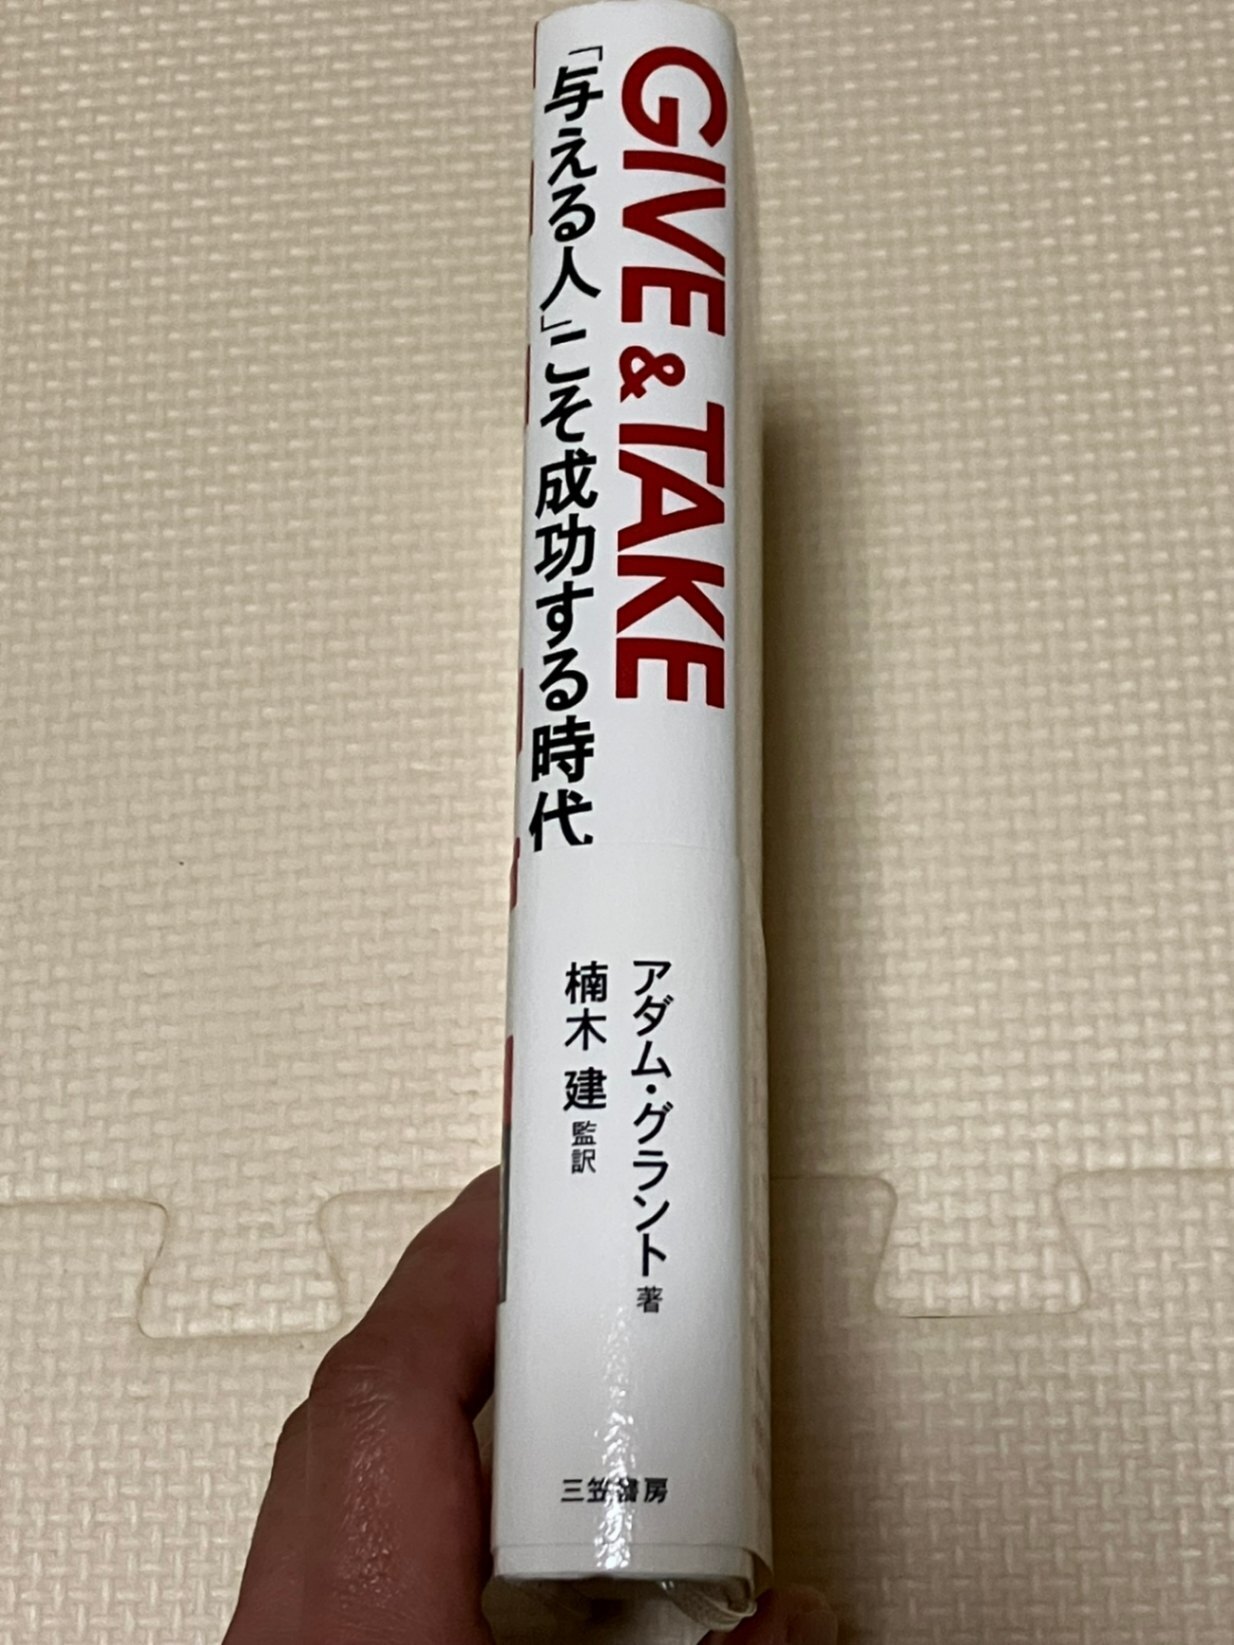 GIVE & TAKE
「与える人」こそ成功する時代
アダム・グラント 著
楠木 建 監訳
三笠書房